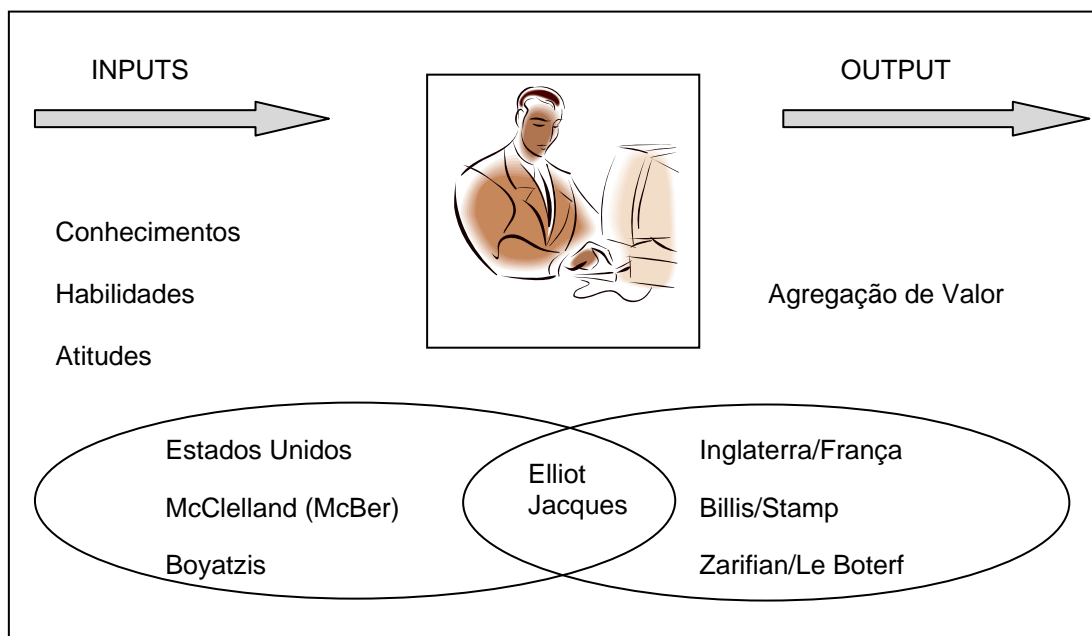 INPUTS
OUTPUT
Conhecimentos
Habilidades
Atitudes
Agregação de Valor
Estados Unidos
McClelland (McBer)
Boyatzis
Elliot
Jacques
Inglaterra/França
Billis/Stamp
Zarifian/Le Boterf